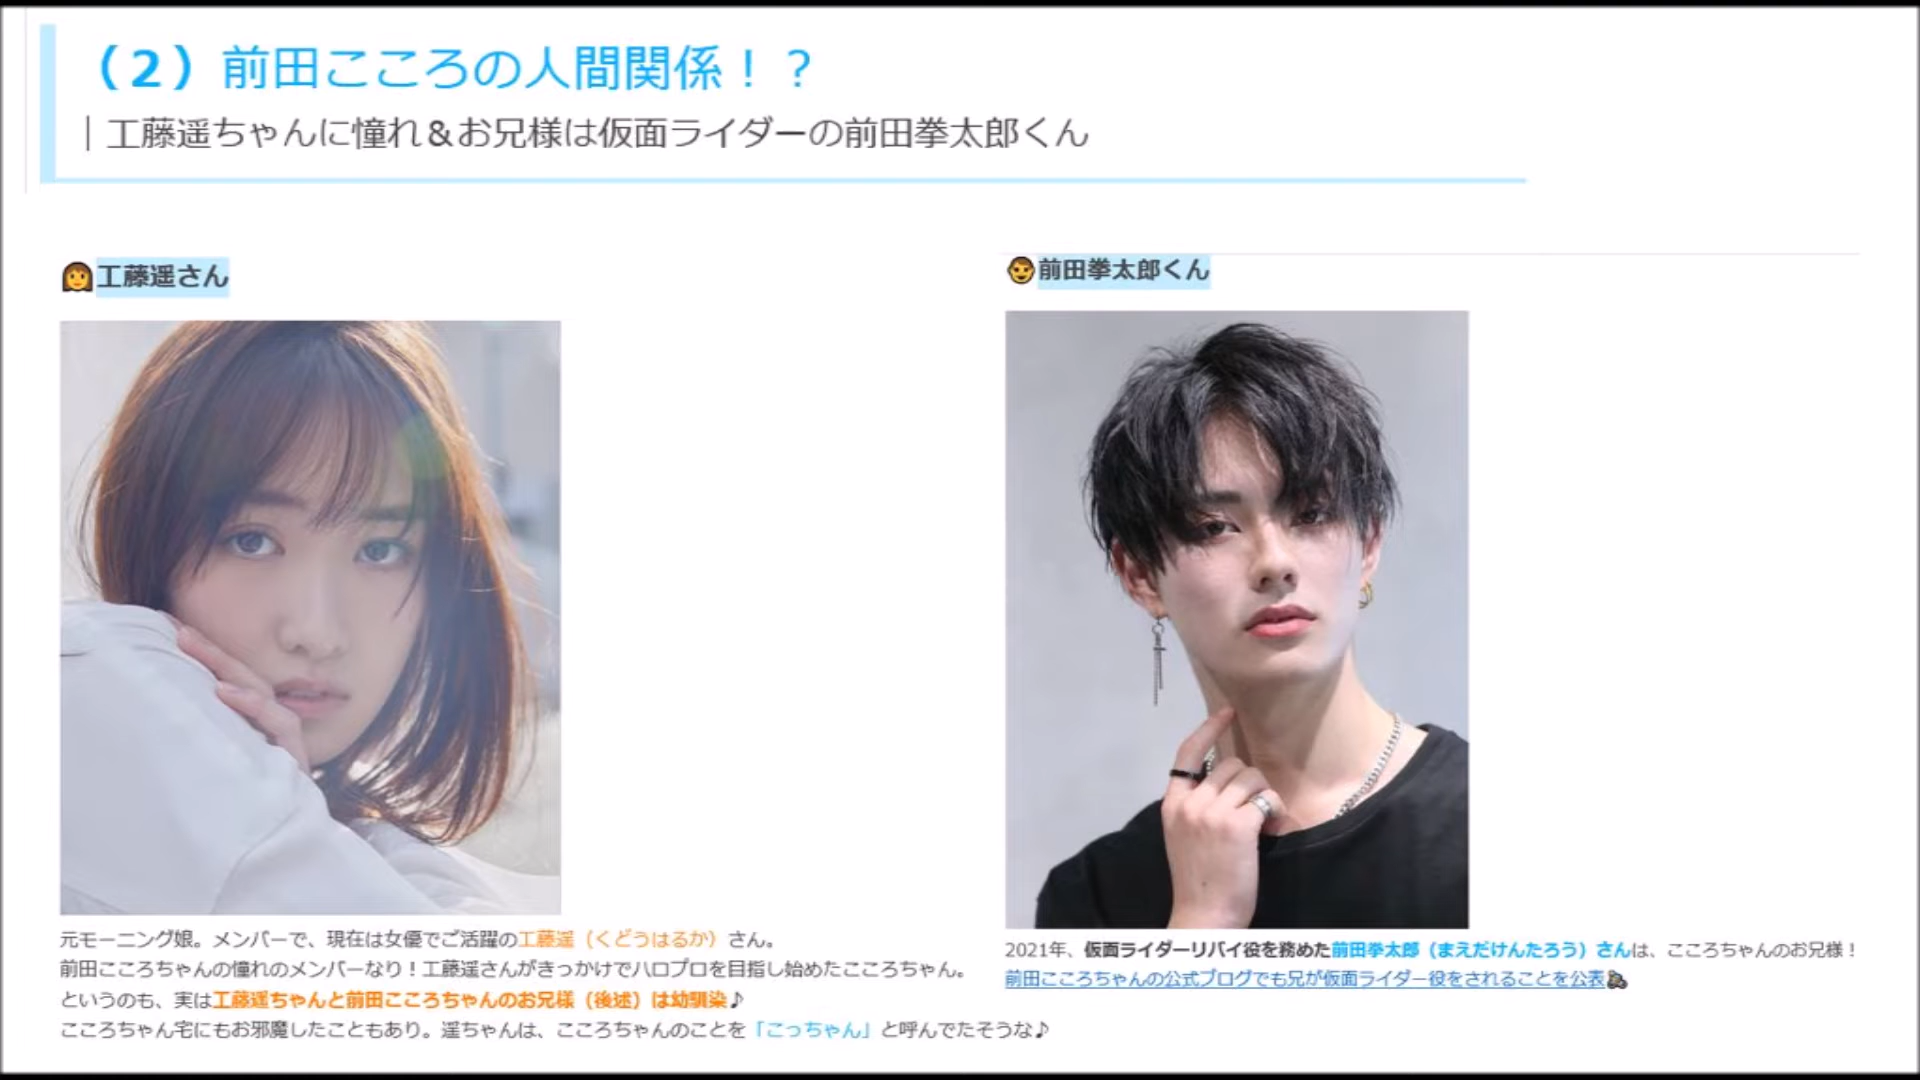 （２）前田こころの人間関係！？
｜工藤遥ちゃんに憧れ＆お兄様は仮面ライダーの前田拳太郎くん
👩工藤遥さん
元モーニング娘。メンバーで、現在は女優でご活躍の工藤遥（くどうはるか）さん。
前田こころちゃんの憧れのメンバーなり！工藤遥さんがきっかけでハロプロを目指し始めたこころちゃん。
というのも、実は工藤遥ちゃんと前田こころちゃんのお兄様（後述）は幼馴染♪
こころちゃん宅にもお邪魔したこともあり。遥ちゃんは、こころちゃんのことを「こっちゃん」と呼んでたそうな♪
👨前田拳太郎くん
2021年、仮面ライダーリバイ役を務めた前田拳太郎（まえだけんたろう）さんは、こころちゃんのお兄様！
前田こころちゃんの公式ブログでも兄が仮面ライダー役をされることを公表